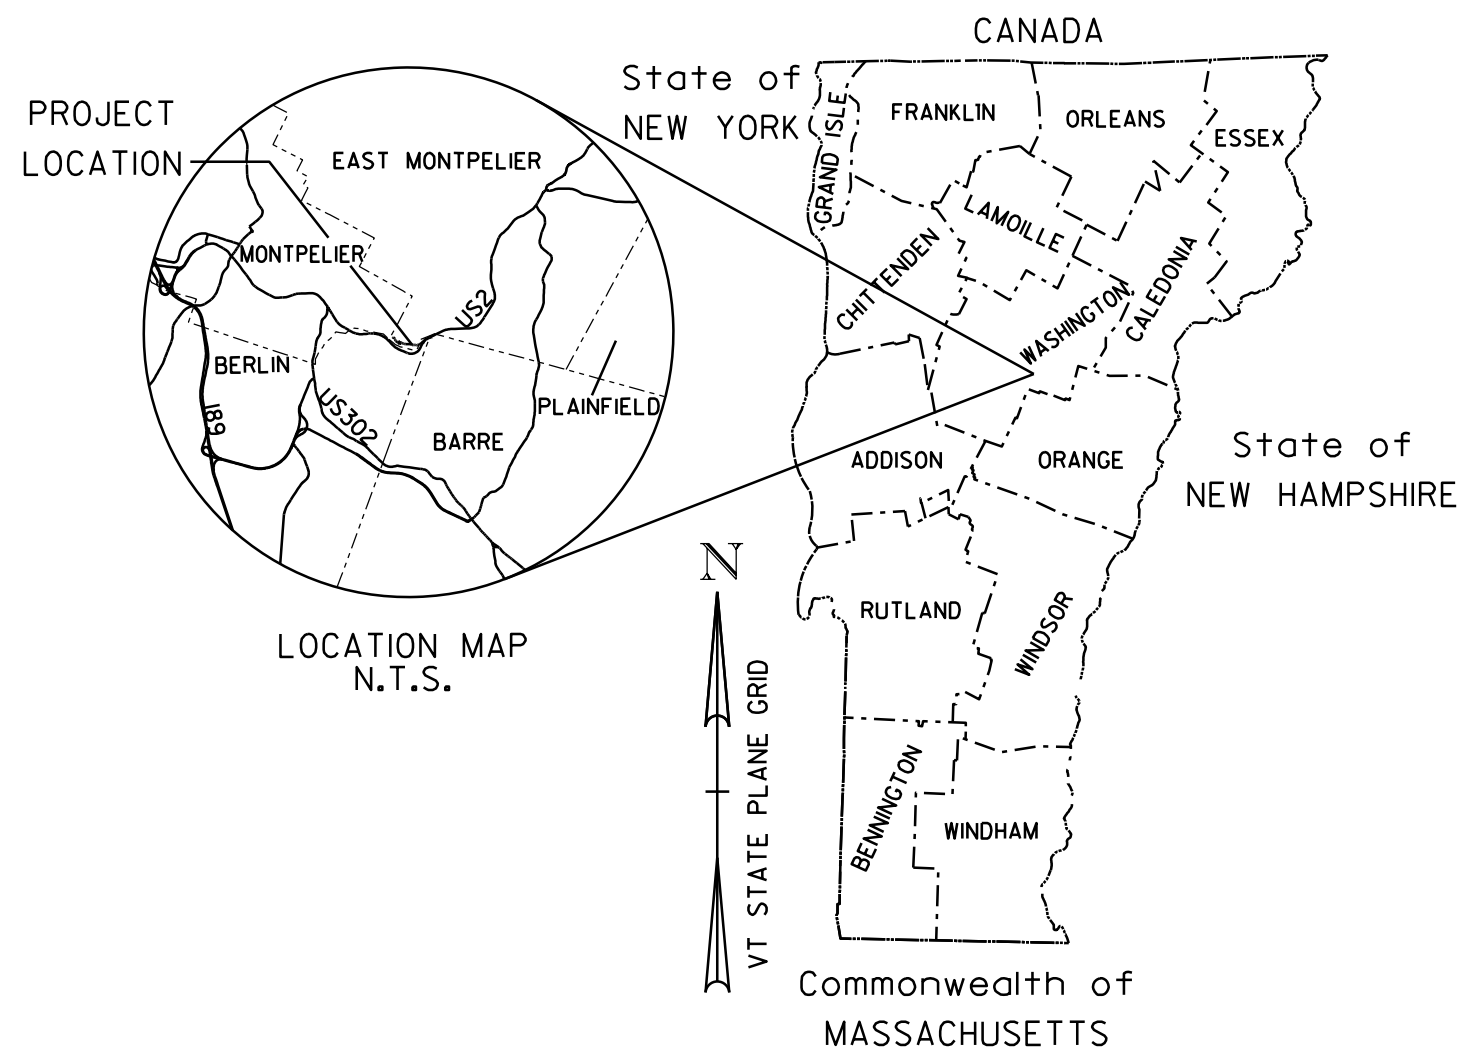 CANADA
State of
NEW YORK
PROJECT
LOCATION
EAST MONTPELIER
MONTPELIER
US2
BERLIN
I89
US302
BARRE
PLAINFIELD
LOCATION MAP
N.T.S.
GRAND ISLE
FRANKLIN
ORLEANS
ESSEX
LAMOILLE
CHITTENDEN
CALEDONIA
WASHINGTON
ADDISON
ORANGE
State of
NEW HAMPSHIRE
RUTLAND
WINDSOR
BENNINGTON
WINDHAM
N
VT STATE PLANE GRID
Commonwealth of
MASSACHUSETTS